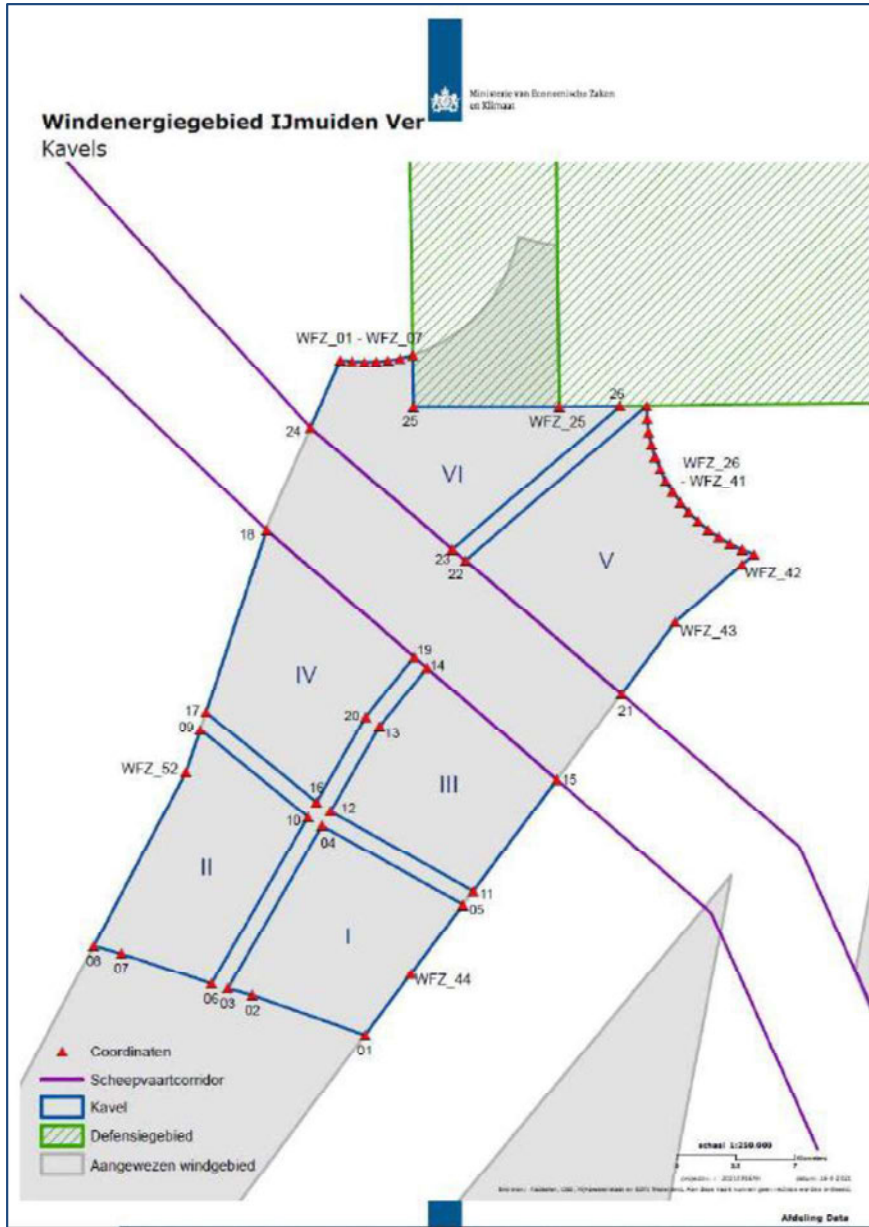 Ministerie van Economische Zaken
en Klimaat
Windenergiegebied IJmuiden Ver
Kavels
WFZ_01 - WFZ_07
24
25
WFZ_25
26
WFZ_26
- WFZ_41
VI
18
23
22
V
WFZ_42
WFZ_43
19
14
IV
21
20
13
17
09
WFZ_52
15
III
16
12
10
04
II
11
05
I
08
07
WFZ_44
06
03
02
01
Coordinaten
Scheepvaartcorridor
Kavel
Defensiegebied
Aangewezen windgebied
schaal 1:250.000
Afdeling Data